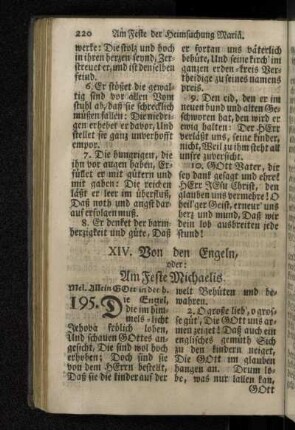 220 Am Feste der Heimsuchung Mariä.
werke: Die stolz und hoch
in ihren herzen seynd, Zer-
streuet er, und ist denselben
feind.
6. Er stößet die gewal-
tig sind vor allen Vom
stuhl ab, daß sie schrecklich
müssen fallen: Die niedri-
gen erhebet er davor, Und
stellet sie ganz unverhofft
empor.
7. Die hungerige, die
ihn vor augen haben, Er-
füllet er mit gütern und
mit gaben: Die reichen
läßt er leer im überfluß,
Daß noth und angst dar-
auf erfolgen muß.
8. Er denket der barm-
herzigkeit und güte, Daß
er fortan uns väterlich
behüte, Und seine kirch' im
ganzen erden-kreis Ver-
theidige zu seines namens
preis.
9. Den eid, den er im
neuen bund und alten Ge-
schworen hat, den wird er
ewig halten: Der HErr
verläßt uns, seine kinder,
nicht, Weil zu ihm steht all
unsre zuversicht.
10. GOtt Vater, dir
sey dank gesagt und ehre!
HErr JEsu Christ, den
glauben uns vermehre! O
heil'ger Geist, erneur' uns
herz und mund, Daß wir
dein lob ausbreiten jede
stund!
XIV. Von den Engeln,
oder:
Am Feste Michaelis.
Mel. Allein GOtt in der h.
195. Die Engel,
die im him-
mels-licht
Jehova fröhlich loben,
Und schauen GOttes an-
gesicht, Die sind wol hoch
erhoben; Doch sind sie
von dem HErrn bestellt,
Daß sie die kinder auf der
welt Behüten und be-
wahren.
2. O grosse lieb', o gros-
se güt', Die GOtt uns ar-
men zeiget! Daß auch ein
englisches gemüth Sich
zu den kindern neiget,
Die GOtt im glauben
hangen an. Drum lo-
be, was nur lallen kan,
GOtt